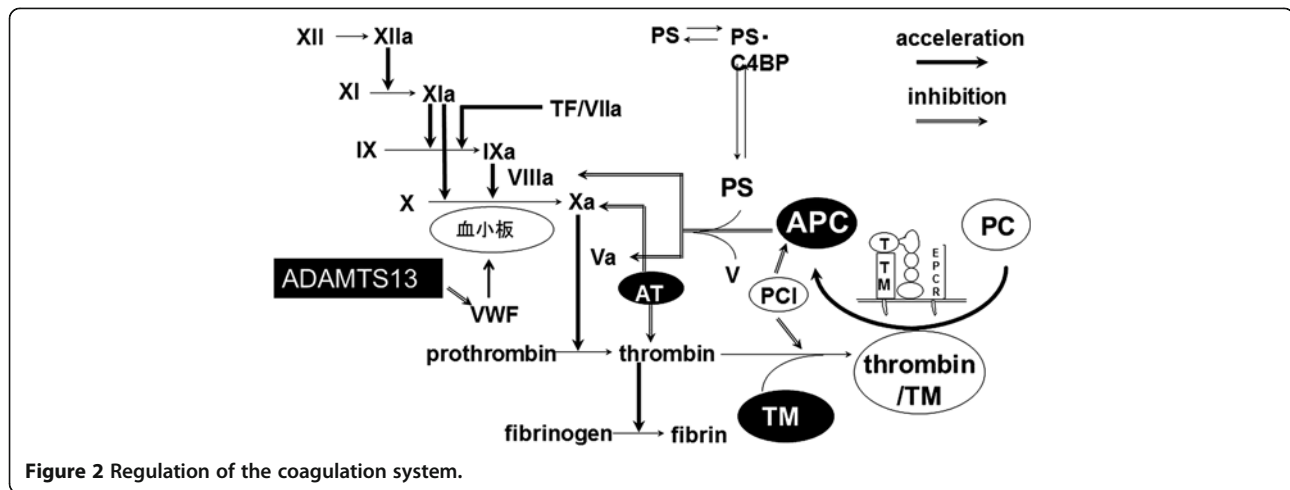 XII XIIa
PS PS・
C4BP
acceleration
inhibition
XI XIa
TF/VIIa
IX IXa
VIIIa
PS
X Xa
血小板
APC
PC
T
T
M
E
P
C
R
Va
V
ADAMTS13
AT
PCI
VWF
prothrombin thrombin
thrombin
/TM
TM
fibrinogen fibrin
Figure 2 Regulation of the coagulation system.